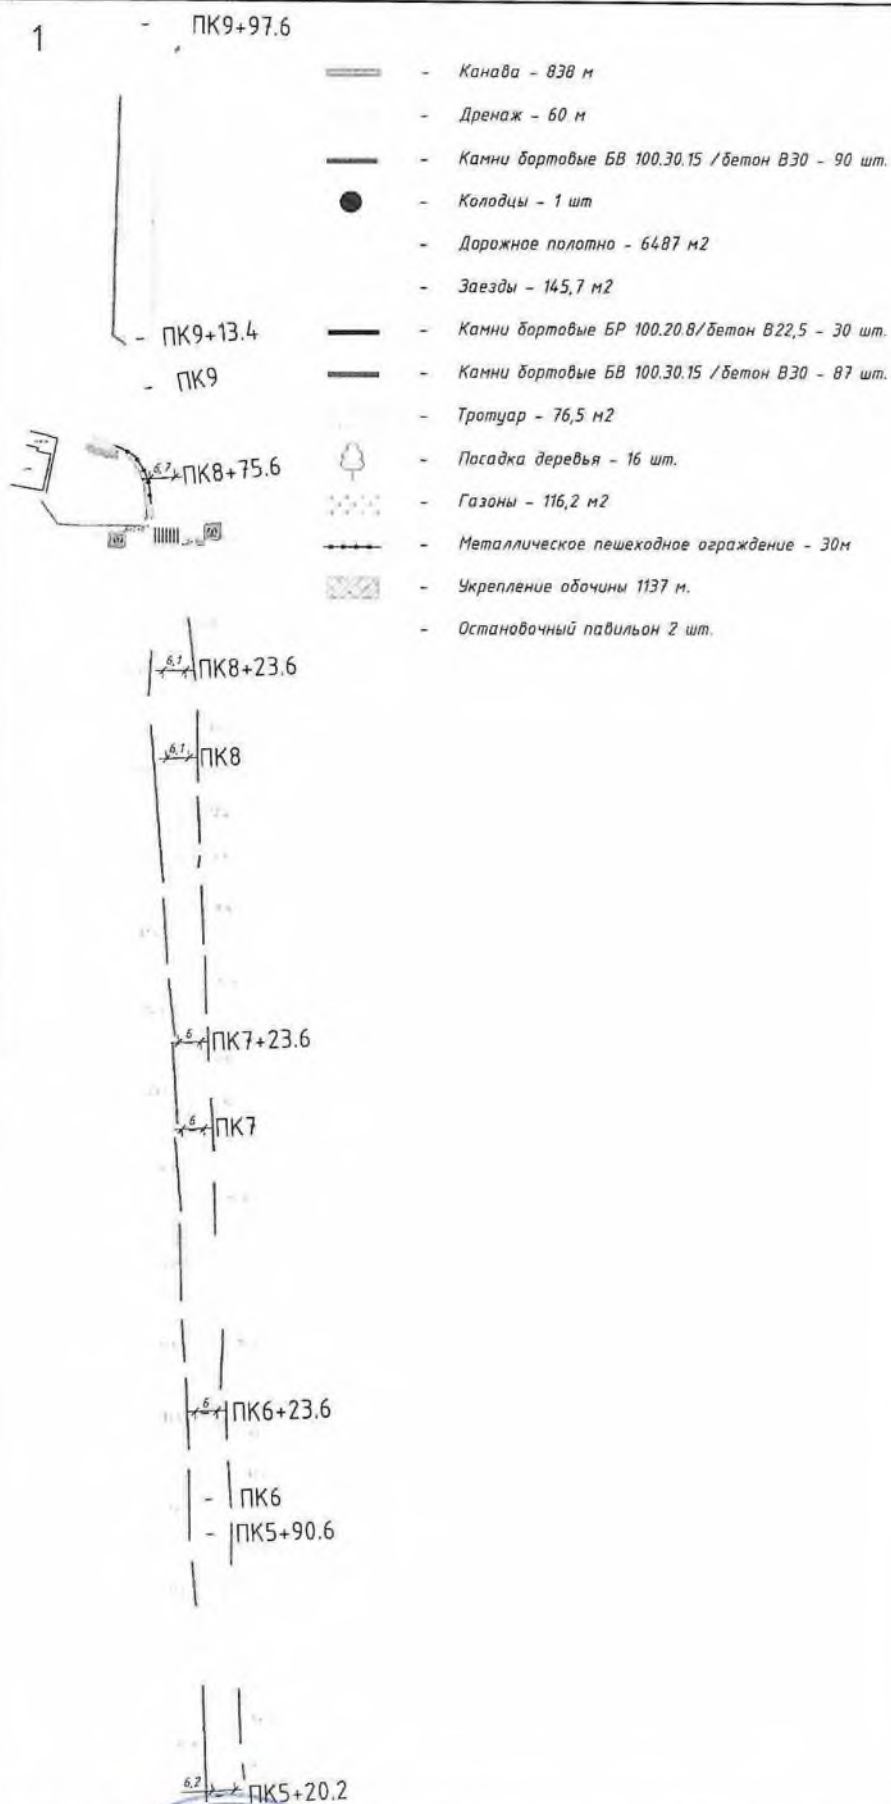 1
ПК9+97.6
- Канава - 838 м
- Дренаж - 60 м
- Камни бортовые БВ 100.30.15 /бетон В30 - 90 шт.
- Колодцы - 1 шт
- Дорожное полотно - 6487 м2
- Заезды - 145,7 м2
- Камни бортовые БР 100.20.8/бетон В22,5 - 30 шт.
- Камни бортовые БВ 100.30.15 /бетон В30 - 87 шт.
- Тротуар - 76,5 м2
- Посадка деревья - 16 шт.
- Газоны - 116,2 м2
- Металлическое пешеходное ограждение - 30м
- Укрепление обочины 1137 м.
- Остановочный павильон 2 шт.
ПК9+13.4
ПК9
6,7 ПК8+75.6
6,1 ПК8+23.6
6,1 ПК8
6 ПК7+23.6
6 ПК7
6 ПК6+23.6
ПК6
ПК5+90.6
6,2 ПК5+20.2